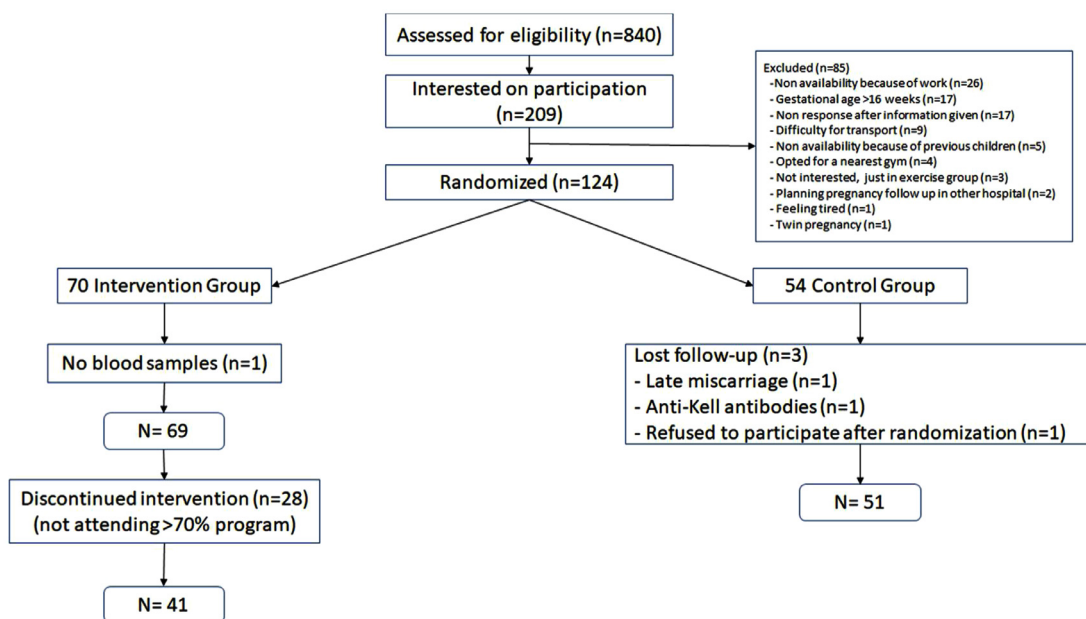 Assessed for eligibility (n=840)
Interested on participation
(n=209)
Excluded (n=85)
-Non availability because of work (n=26)
- Gestational age >16 weeks (n=17)
- Non response after information given (n=17)
- Difficulty for transport (n=9)
- Non availability because of previous children (n=5)
- Opted for a nearest gym (n=4)
- Not interested, just in exercise group (n=3)
- Planning pregnancy follow up in other hospital (n=2)
- Feeling tired (n=1)
- Twin pregnancy (n=1)
Randomized (n=124)
70 Intervention Group
No blood samples (n=1)
N= 69
Discontinued intervention (n=28)
(not attending >70% program)
N= 41
54 Control Group
Lost follow-up (n=3)
- Late miscarriage (n=1)
- Anti-Kell antibodies (n=1)
- Refused to participate after randomization (n=1)
N= 51